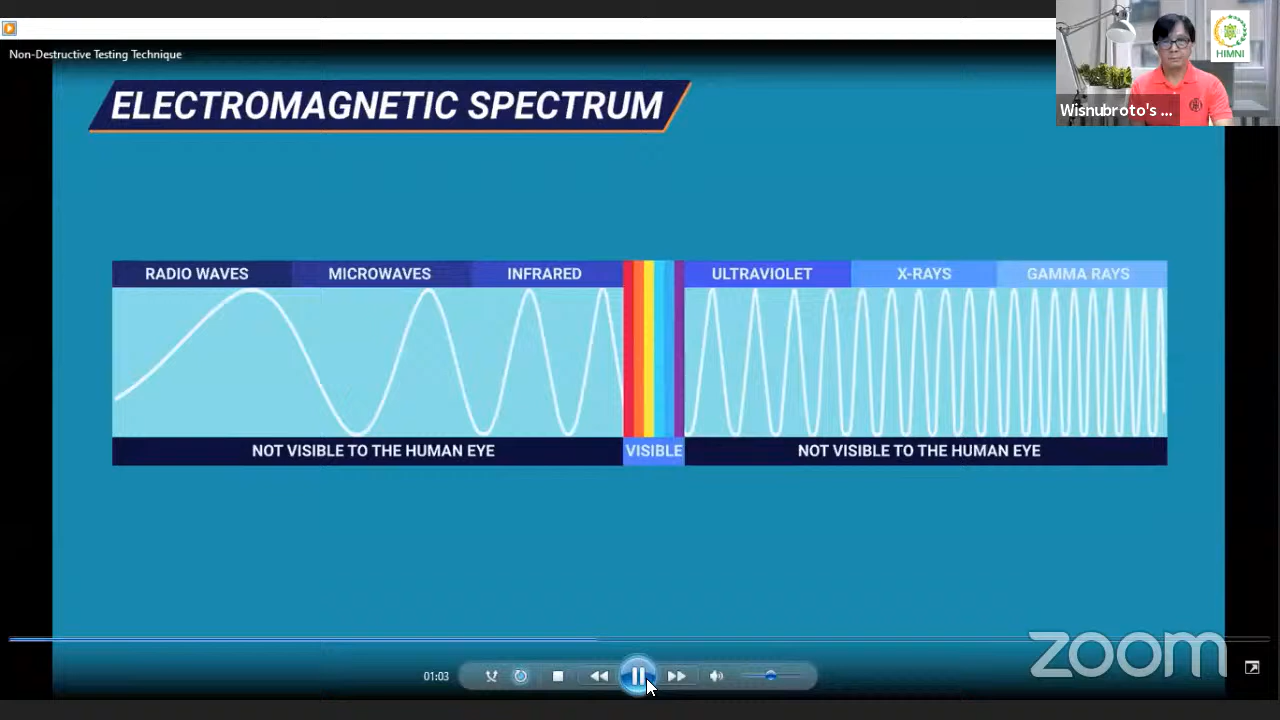 Non-Destructive Testing Technique
ELECTROMAGNETIC SPECTRUM
HIMNI
Wisnubroto's ...
RADIO WAVES MICROWAVES INFRARED ULTRAVIOLET X-RAYS GAMMA RAYS
NOT VISIBLE TO THE HUMAN EYE VISIBLE NOT VISIBLE TO THE HUMAN EYE
01:03
zoom